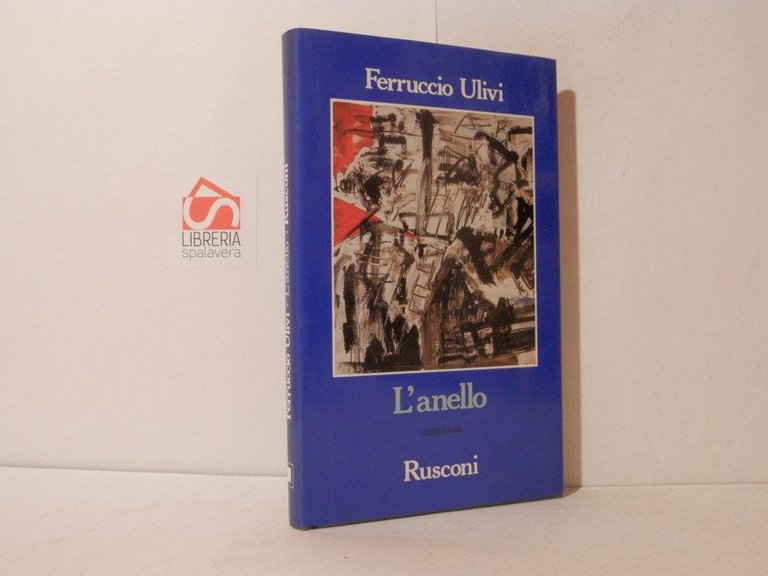 Ferruccio Ulivi
L'anello
romanzo
Rusconi
Ferruccio Ulivi · L'anello · Rusconi
LIBRERIA
spalavera